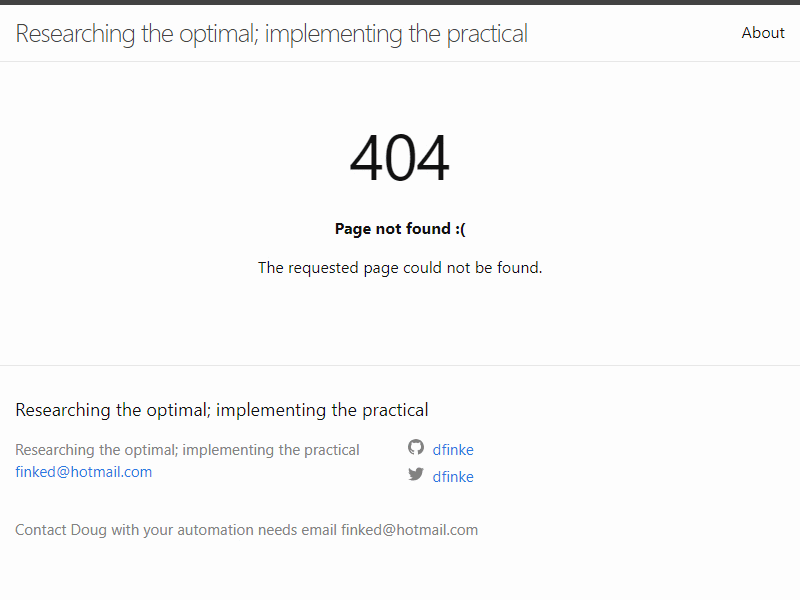 Researching the optimal; implementing the practical
About
404
Page not found :(
The requested page could not be found.
Researching the optimal; implementing the practical
Researching the optimal; implementing the practical
finked@hotmail.com
dfinke
dfinke
Contact Doug with your automation needs email finked@hotmail.com